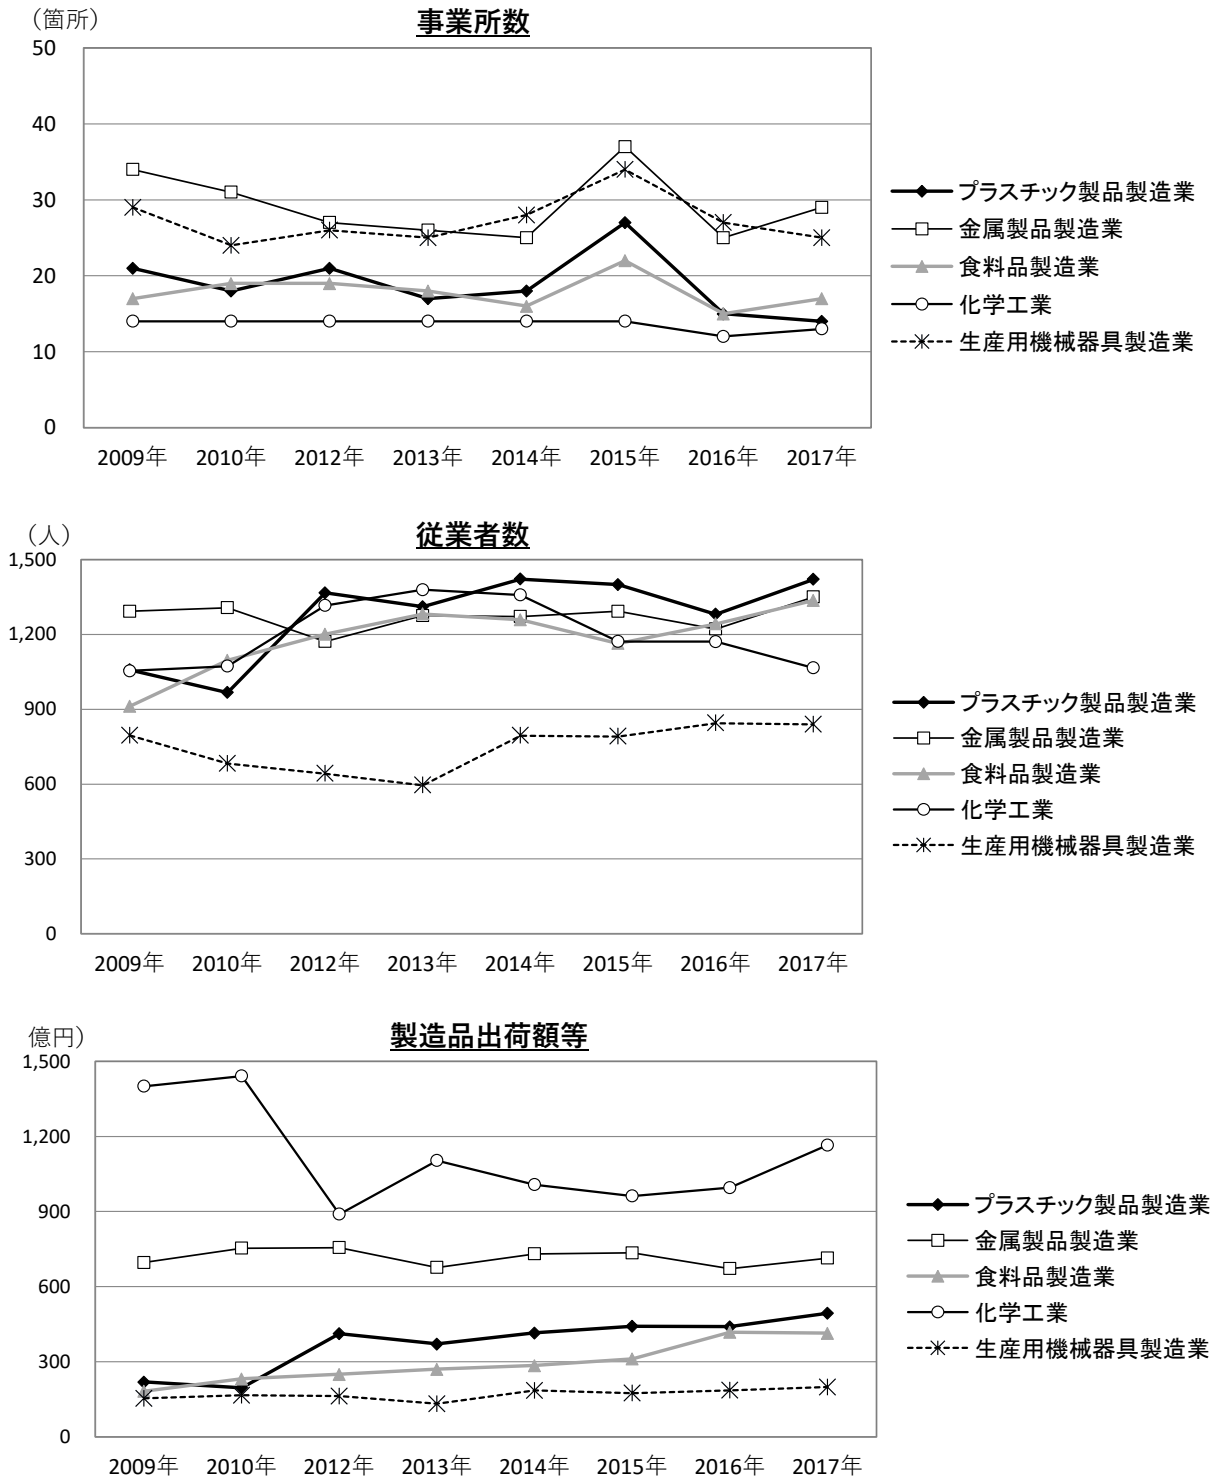 （箇所）
事業所数
50
40
30
20
10
0
2009年 2010年 2012年 2013年 2014年 2015年 2016年 2017年
プラスチック製品製造業
金属製品製造業
食料品製造業
化学工業
生産用機械器具製造業
（人）
従業者数
1,500
1,200
900
600
300
0
2009年 2010年 2012年 2013年 2014年 2015年 2016年 2017年
プラスチック製品製造業
金属製品製造業
食料品製造業
化学工業
生産用機械器具製造業
億円）
製造品出荷額等
1,500
1,200
900
600
300
0
2009年 2010年 2012年 2013年 2014年 2015年 2016年 2017年
プラスチック製品製造業
金属製品製造業
食料品製造業
化学工業
生産用機械器具製造業